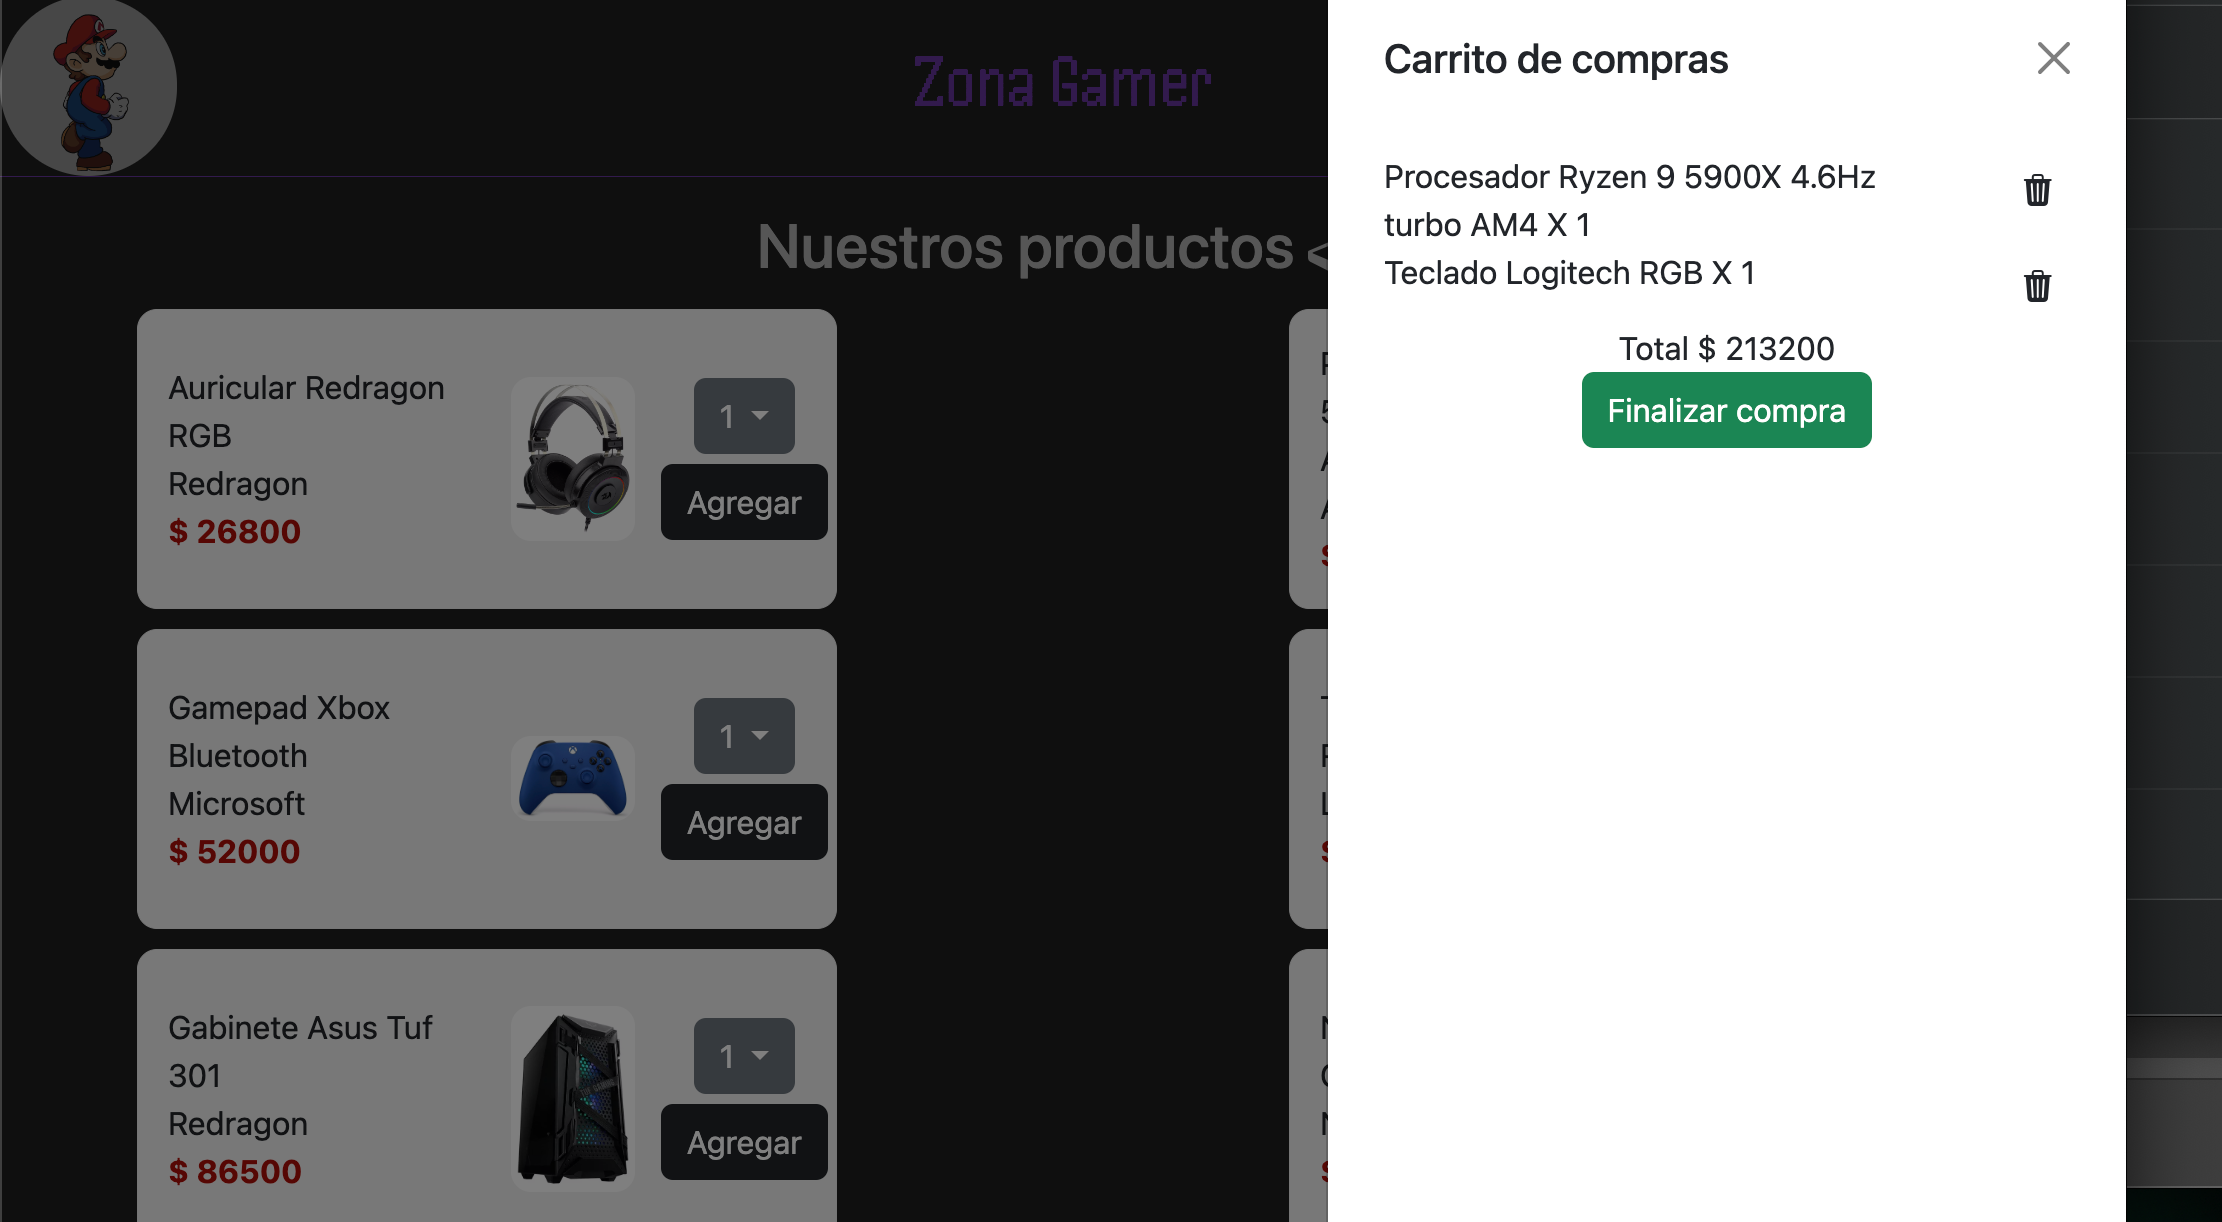 Zona Gamer
Nuestros productos <
Auricular Redragon
RGB
Redragon
$ 26800
1
Agregar
Gamepad Xbox
Bluetooth
Microsoft
$ 52000
1
Agregar
Gabinete Asus Tuf
301
Redragon
$ 86500
1
Agregar
Carrito de compras
Procesador Ryzen 9 5900X 4.6Hz
turbo AM4 X 1
Teclado Logitech RGB X 1
Total $ 213200
Finalizar compra